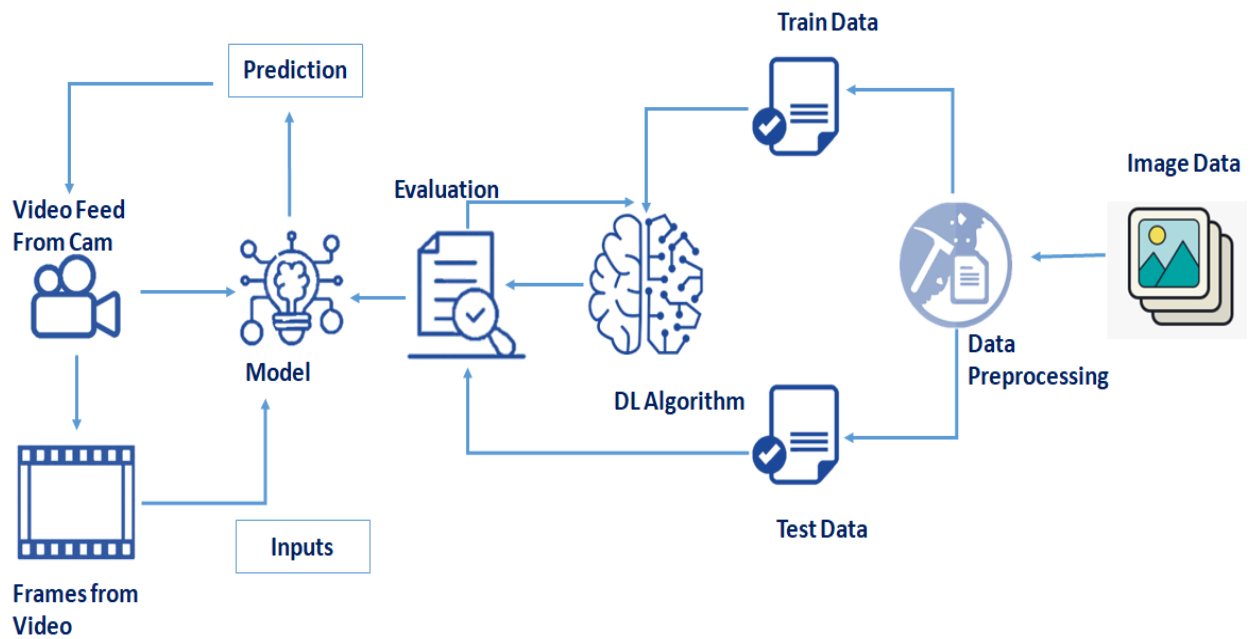 Train Data
Prediction
Image Data
Evaluation
Video Feed
From Cam
Data
Preprocessing
Model
DL Algorithm
Test Data
Inputs
Frames from
Video